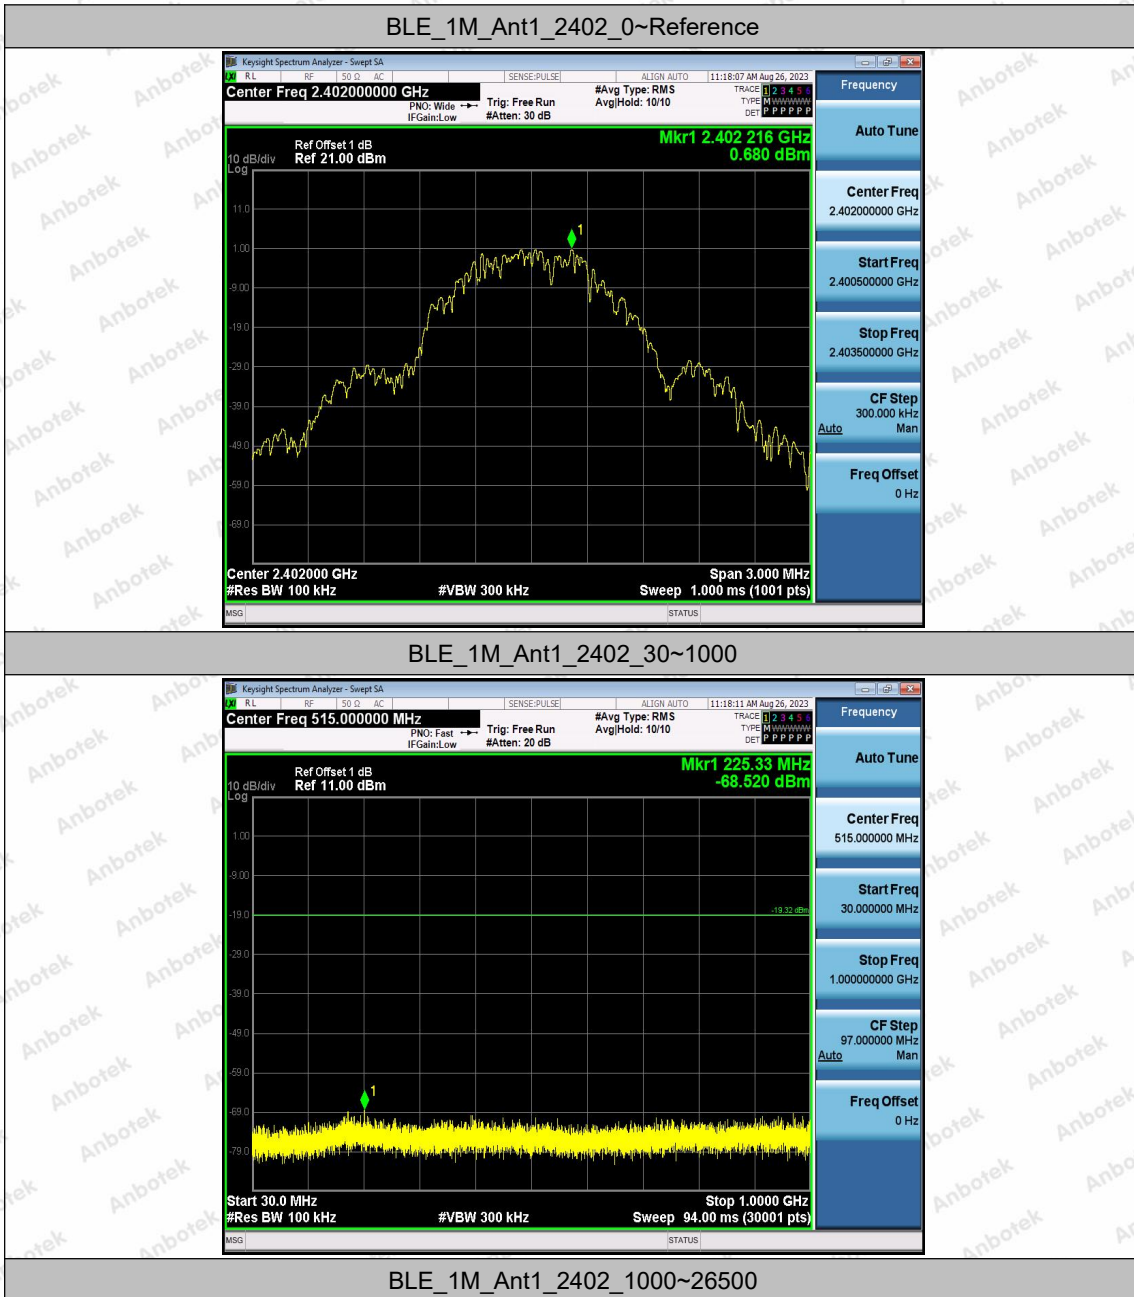 BLE_1M_Ant1_2402_0~Reference
Keysight Spectrum Analyzer - Swept SA
LXI RL RF 50 Ω AC SENSE:PULSE ALIGN AUTO 11:18:07 AM Aug 26, 2023
Center Freq 2.402000000 GHz #Avg Type: RMS TRACE 1 2 3 4 5 6
PNO: Wide Trig: Free Run Avg|Hold: 10/10 TYPE M WWWWW
IFGain:Low #Atten: 30 dB DET P P P P P P
Frequency
Auto Tune
Mkr1 2.402 216 GHz
0.680 dBm
Ref Offset 1 dB
10 dB/div Ref 21.00 dBm
Log
11.0
1.00
-9.00
-19.0
-29.0
-39.0
-49.0
-59.0
-69.0
1
Center Freq
2.402000000 GHz
Start Freq
2.400500000 GHz
Stop Freq
2.403500000 GHz
CF Step
300.000 kHz
Auto Man
Freq Offset
0 Hz
Center 2.402000 GHz Span 3.000 MHz
#Res BW 100 kHz #VBW 300 kHz Sweep 1.000 ms (1001 pts)
MSG STATUS
BLE_1M_Ant1_2402_30~1000
Keysight Spectrum Analyzer - Swept SA
LXI RL RF 50 Ω AC SENSE:PULSE ALIGN AUTO 11:18:11 AM Aug 26, 2023
Center Freq 515.000000 MHz #Avg Type: RMS TRACE 1 2 3 4 5 6
PNO: Fast Trig: Free Run Avg|Hold: 10/10 TYPE M WWWWW
IFGain:Low #Atten: 20 dB DET P P P P P P
Frequency
Auto Tune
Mkr1 225.33 MHz
-68.520 dBm
Ref Offset 1 dB
10 dB/div Ref 11.00 dBm
Log
1.00
-9.00
-19.0
-29.0
-39.0
-49.0
-59.0
-69.0
-79.0
-19.32 dBm
1
Center Freq
515.000000 MHz
Start Freq
30.000000 MHz
Stop Freq
1.000000000 GHz
CF Step
97.000000 MHz
Auto Man
Freq Offset
0 Hz
Start 30.0 MHz Stop 1.0000 GHz
#Res BW 100 kHz #VBW 300 kHz Sweep 94.00 ms (30001 pts)
MSG STATUS
BLE_1M_Ant1_2402_1000~26500
Anbotek